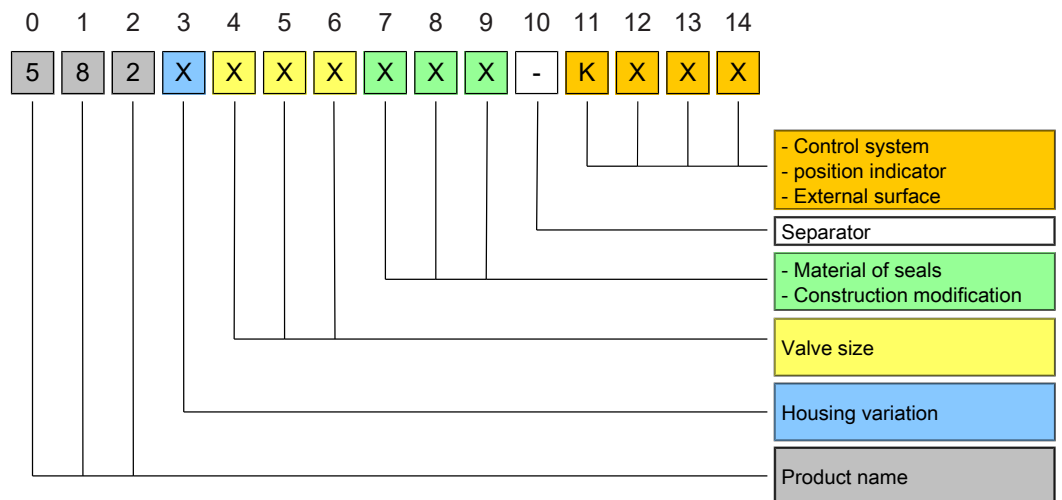 0 1 2 3 4 5 6 7 8 9 10 11 12 13 14
5 8 2 X X X X X X X - K X X X
- Control system
- position indicator
- External surface
Separator
- Material of seals
- Construction modification
Valve size
Housing variation
Product name